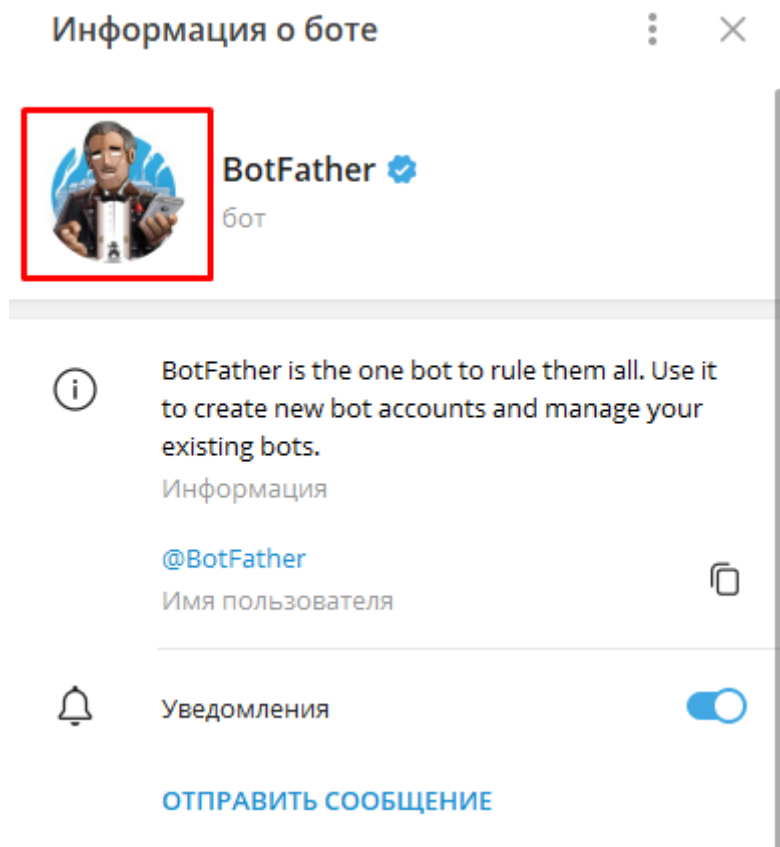 Информация о боте
BotFather
бот
BotFather is the one bot to rule them all. Use it
to create new bot accounts and manage your
existing bots.
Информация
@BotFather
Имя пользователя
Уведомления
ОТПРАВИТЬ СООБЩЕНИЕ